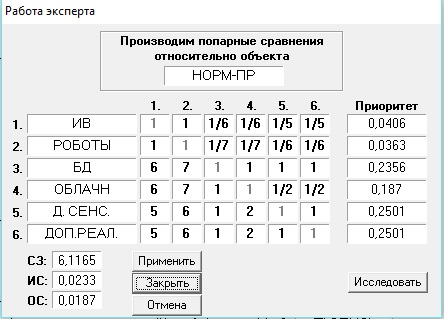 Работа эксперта
Производим попарные сравнения
относительно объекта
НОРМ-ПР
1. 2. 3. 4. 5. 6. Приоритет
1. ИВ 1 1 1/6 1/6 1/5 1/5 0,0406
2. РОБОТЫ 1 1 1/7 1/7 1/6 1/6 0,0363
3. БД 6 7 1 1 1 1 0,2356
4. ОБЛАЧН 6 7 1 1 1/2 1/2 0,187
5. Д. СЕНС. 5 6 1 2 1 1 0,2501
6. ДОП.РЕАЛ. 5 6 1 2 1 1 0,2501
СЗ: 6,1165 Применить
ИС: 0,0233 Закрыть Исследовать
ОС: 0,0187 Отмена